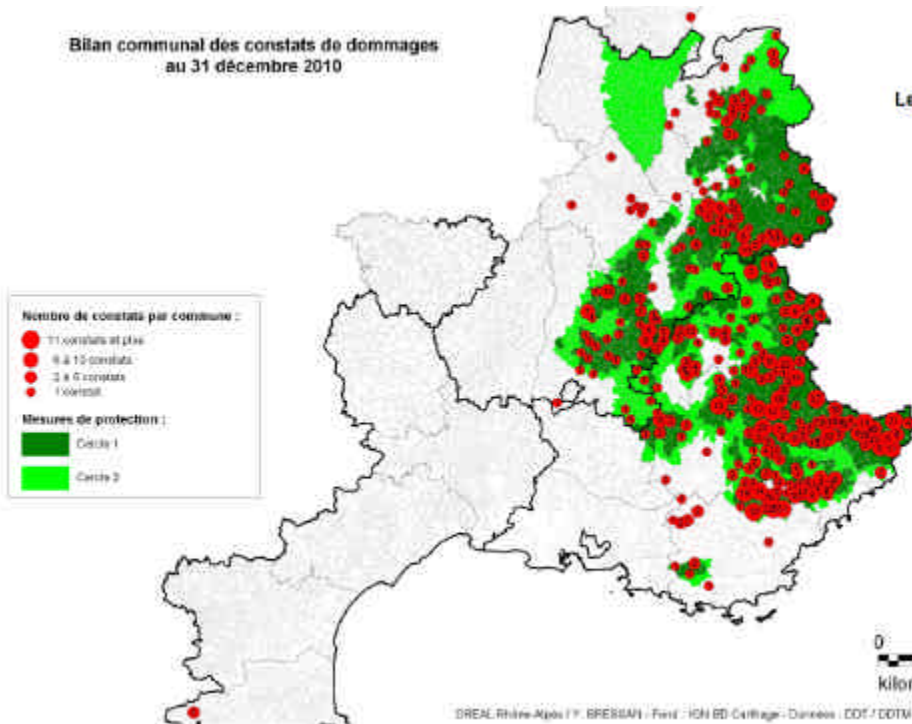 Bilan communal des constats de dommages
au 31 décembre 2010
Le
Nombre de constats par commune :
11 constats et plus
6 à 10 constats
2 à 5 constats
1 constat
Mesures de protection :
Cercle 1
Cercle 2
0
kilom
DREAL Rhône-Alpes / Y. BRESSAN - Fond : IGN BD Carthage - Données : DDT / DDTM